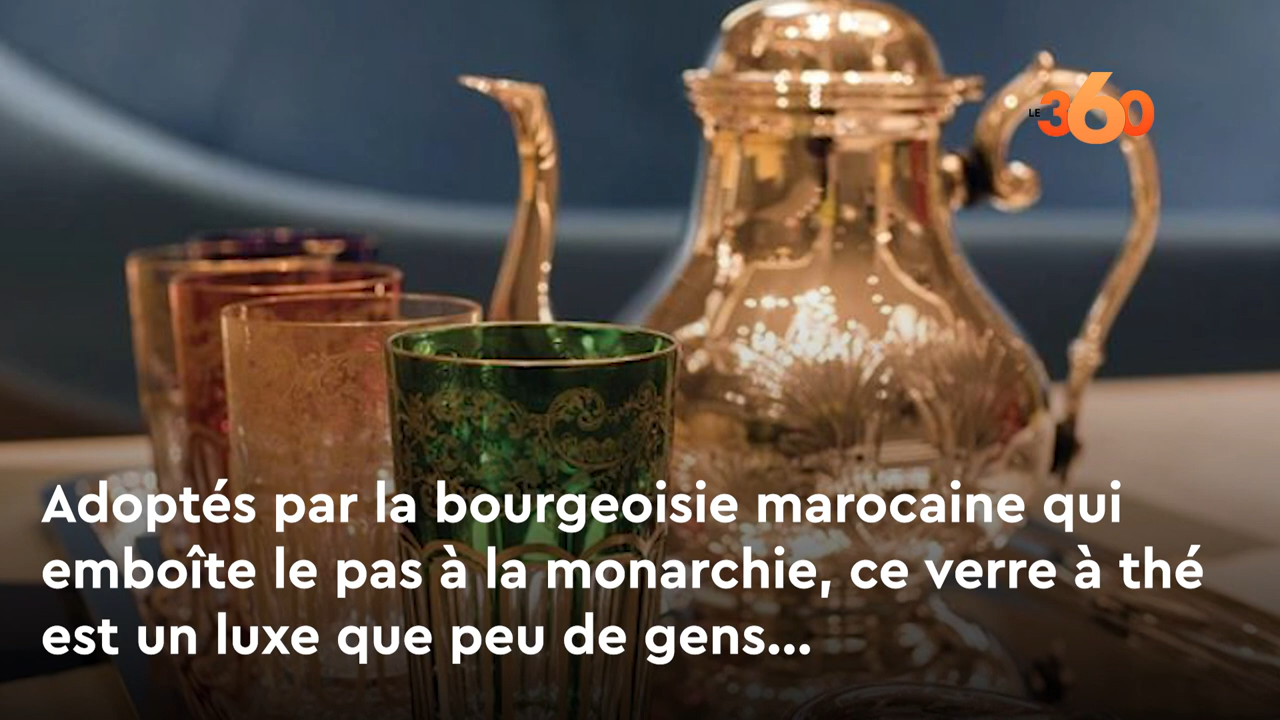 LE 360
Adoptés par la bourgeoisie marocaine qui
emboîte le pas à la monarchie, ce verre à thé
est un luxe que peu de gens...